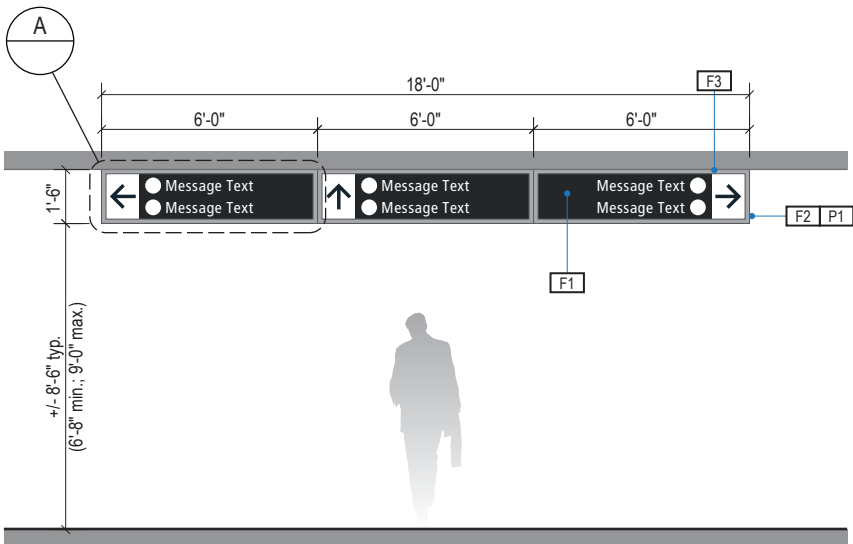 A
18'-0"
F3
6'-0"
6'-0"
6'-0"
1'-6"
Message Text
Message Text
Message Text
Message Text
Message Text
Message Text
F2 P1
F1
+/- 8'-6" typ.
(6'-8" min.; 9'-0" max.)